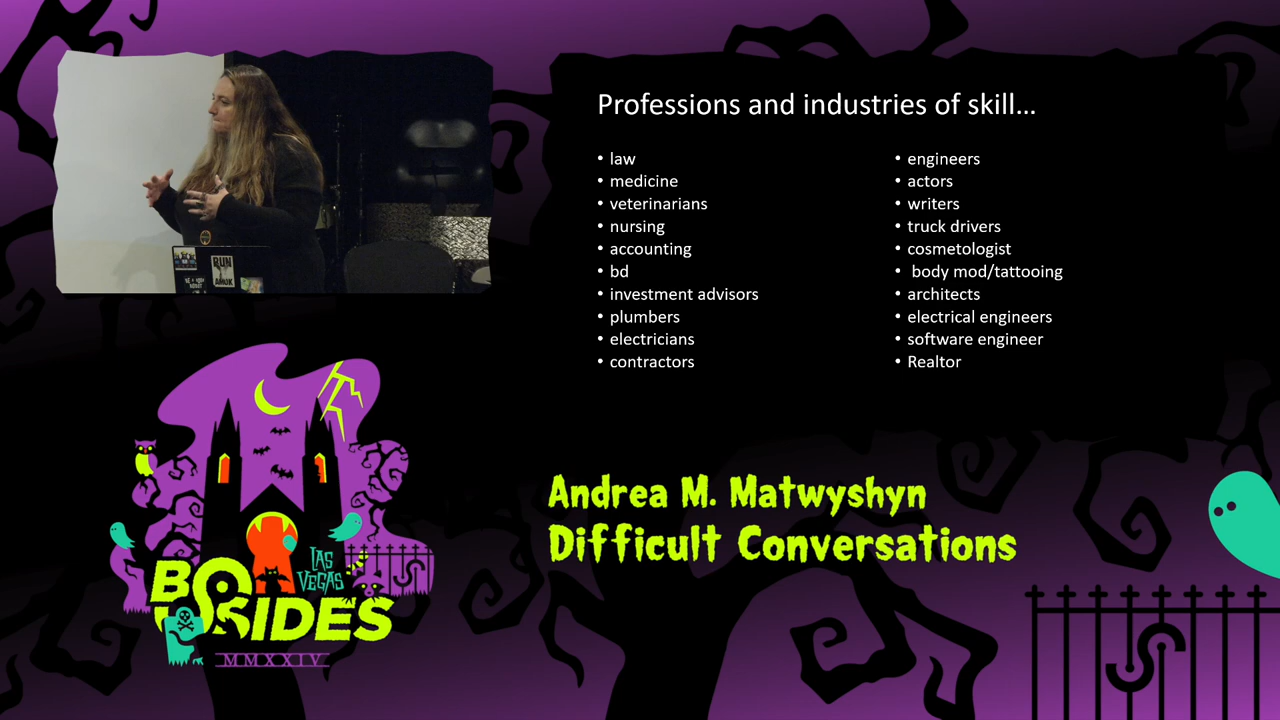 Professions and industries of skill...
• law
• medicine
• veterinarians
• nursing
• accounting
• bd
• investment advisors
• plumbers
• electricians
• contractors
• engineers
• actors
• writers
• truck drivers
• cosmetologist
• body mod/tattooing
• architects
• electrical engineers
• software engineer
• Realtor
RUN
AMOK
Andrea M. Matwyshyn
Difficult Conversations
LAS
VEGAS
BSIDES
MMXXIV